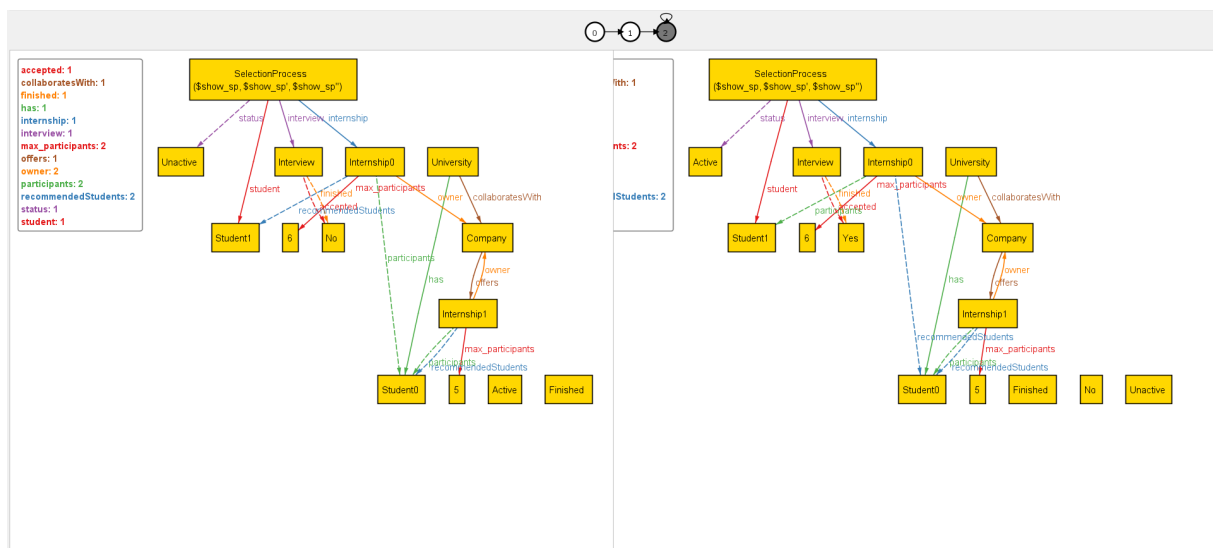 0
1
2
accepted: 1
collaboratesWith: 1
finished: 1
has: 1
internship: 1
interview: 1
max_participants: 2
offers: 1
owner: 2
participants: 2
recommendedStudents: 2
status: 1
student: 1
SelectionProcess
($show_sp, $show_sp', $show_sp'')
status
interview
internship
Unactive
Interview
Internship0
University
student
finished
accepted
max_participants
recommendedStudents
owner
collaboratesWith
Student1
6
No
Company
participants
has
owner
offers
Internship1
max_participants
participants
recommendedStudents
Student0
5
Active
Finished
ith: 1
nts: 2
dStudents: 2
SelectionProcess
($show_sp, $show_sp', $show_sp'')
status
interview
internship
Active
Interview
Internship0
University
student
finished
accepted
max_participants
participants
owner
collaboratesWith
Student1
6
Yes
Company
has
owner
offers
Internship1
recommendedStudents
max_participants
participants
recommendedStudents
Student0
5
Finished
No
Unactive